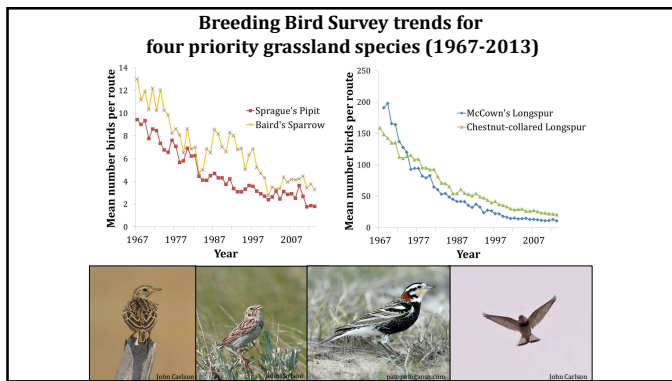 Breeding Bird Survey trends for
four priority grassland species (1967-2013)
Mean number birds per route
14
12
10
8
6
4
2
0
Sprague's Pipit
Baird's Sparrow
1967
1977
1987
1997
2007
Year
Mean number birds per route
250
200
150
100
50
0
McCown's Longspur
Chestnut-collared Longspur
1967
1977
1987
1997
2007
Year
John Carlson
John Carlson
John Carlson